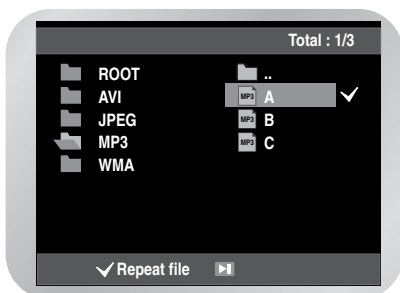 Total : 1/3
ROOT
AVI
JPEG
MP3
WMA
..
MP3 A
MP3 B
MP3 C
Repeat file